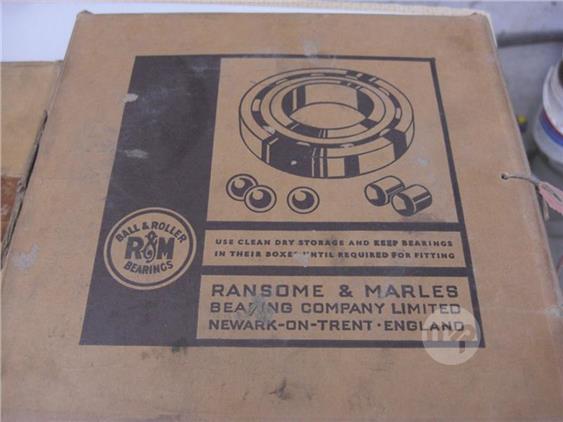 BALL & ROLLER
R&M
BEARINGS
USE CLEAN DRY STORAGE AND KEEP BEARINGS
IN THEIR BOXES UNTIL REQUIRED FOR FITTING
RANSOME & MARLES
BEARING COMPANY LIMITED
NEWARK-ON-TRENT · ENGLAND